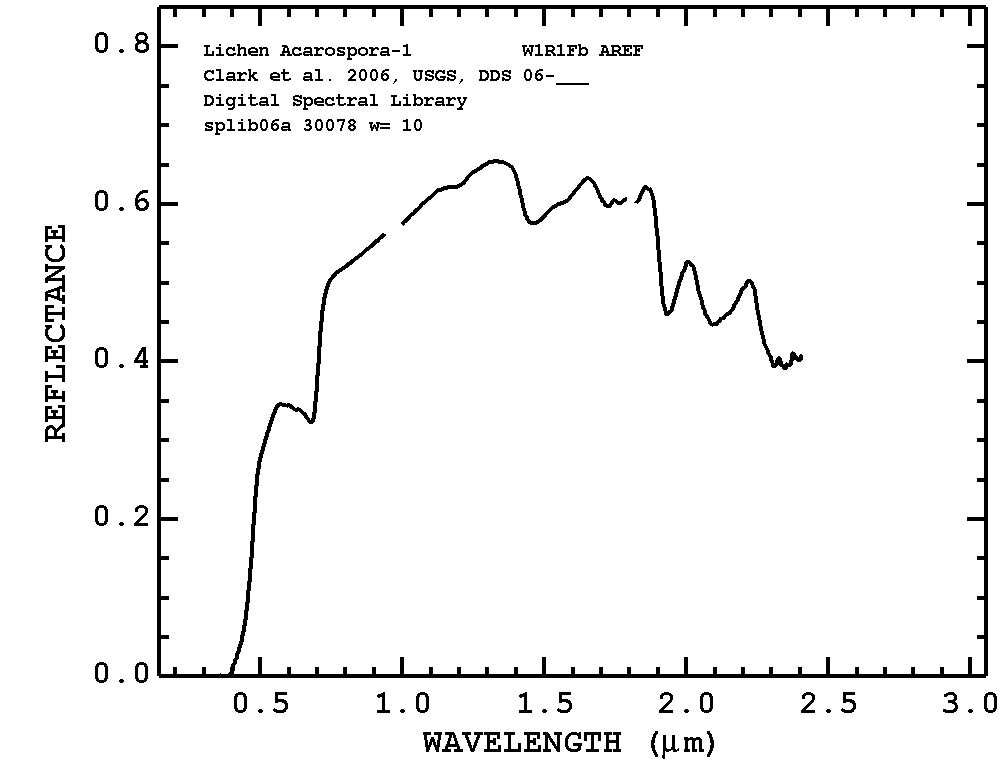 Lichen Acarospora-1 W1R1Fb AREF
Clark et al. 2006, USGS, DDS 06-___
Digital Spectral Library
splib06a 30078 w= 10
REFLECTANCE
0.8
0.6
0.4
0.2
0.0
0.5 1.0 1.5 2.0 2.5 3.0
WAVELENGTH (μm)